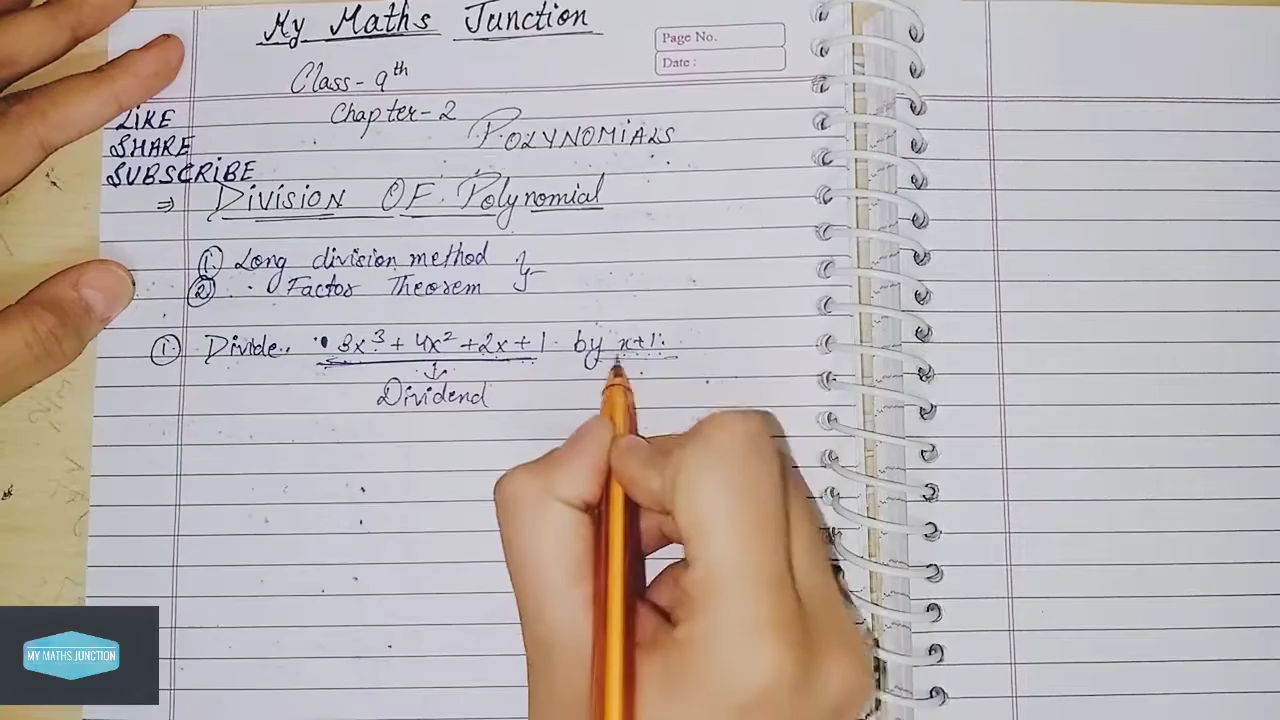 My Maths Junction
Page No.
Date :
Class-9th
Chapter-2
POLYNOMIALS
LIKE
SHARE
SUBSCRIBE
⇒ Division OF Polynomial
① Long division method
② Factor Theorem
① Divide 3x³ + 4x² + 2x + 1 by x+1.
Dividend
MY MATHS JUNCTION